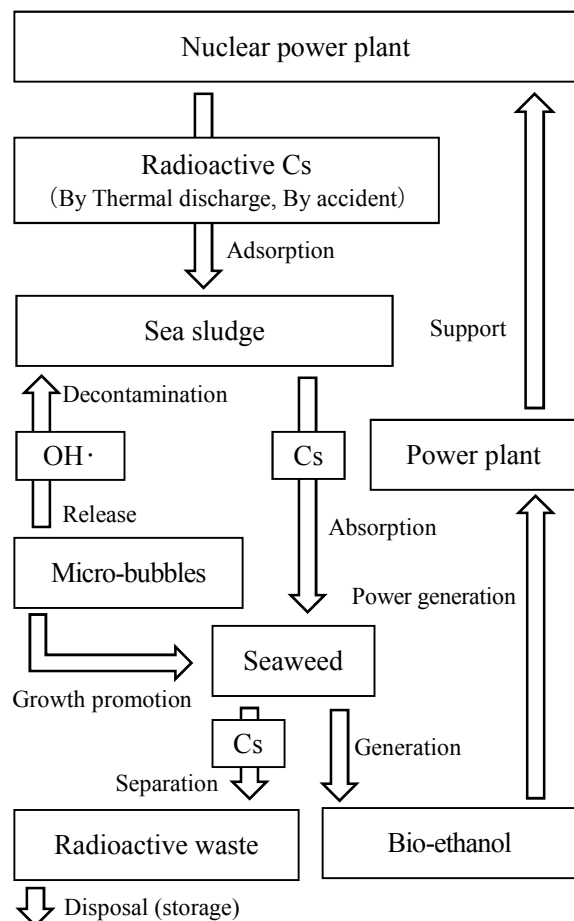 Nuclear power plant
Radioactive Cs
（By Thermal discharge, By accident）
Adsorption
Sea sludge
Support
Decontamination
OH·
Cs
Power plant
Release
Absorption
Micro-bubbles
Power generation
Seaweed
Growth promotion
Cs
Generation
Separation
Radioactive waste
Bio-ethanol
Disposal (storage)